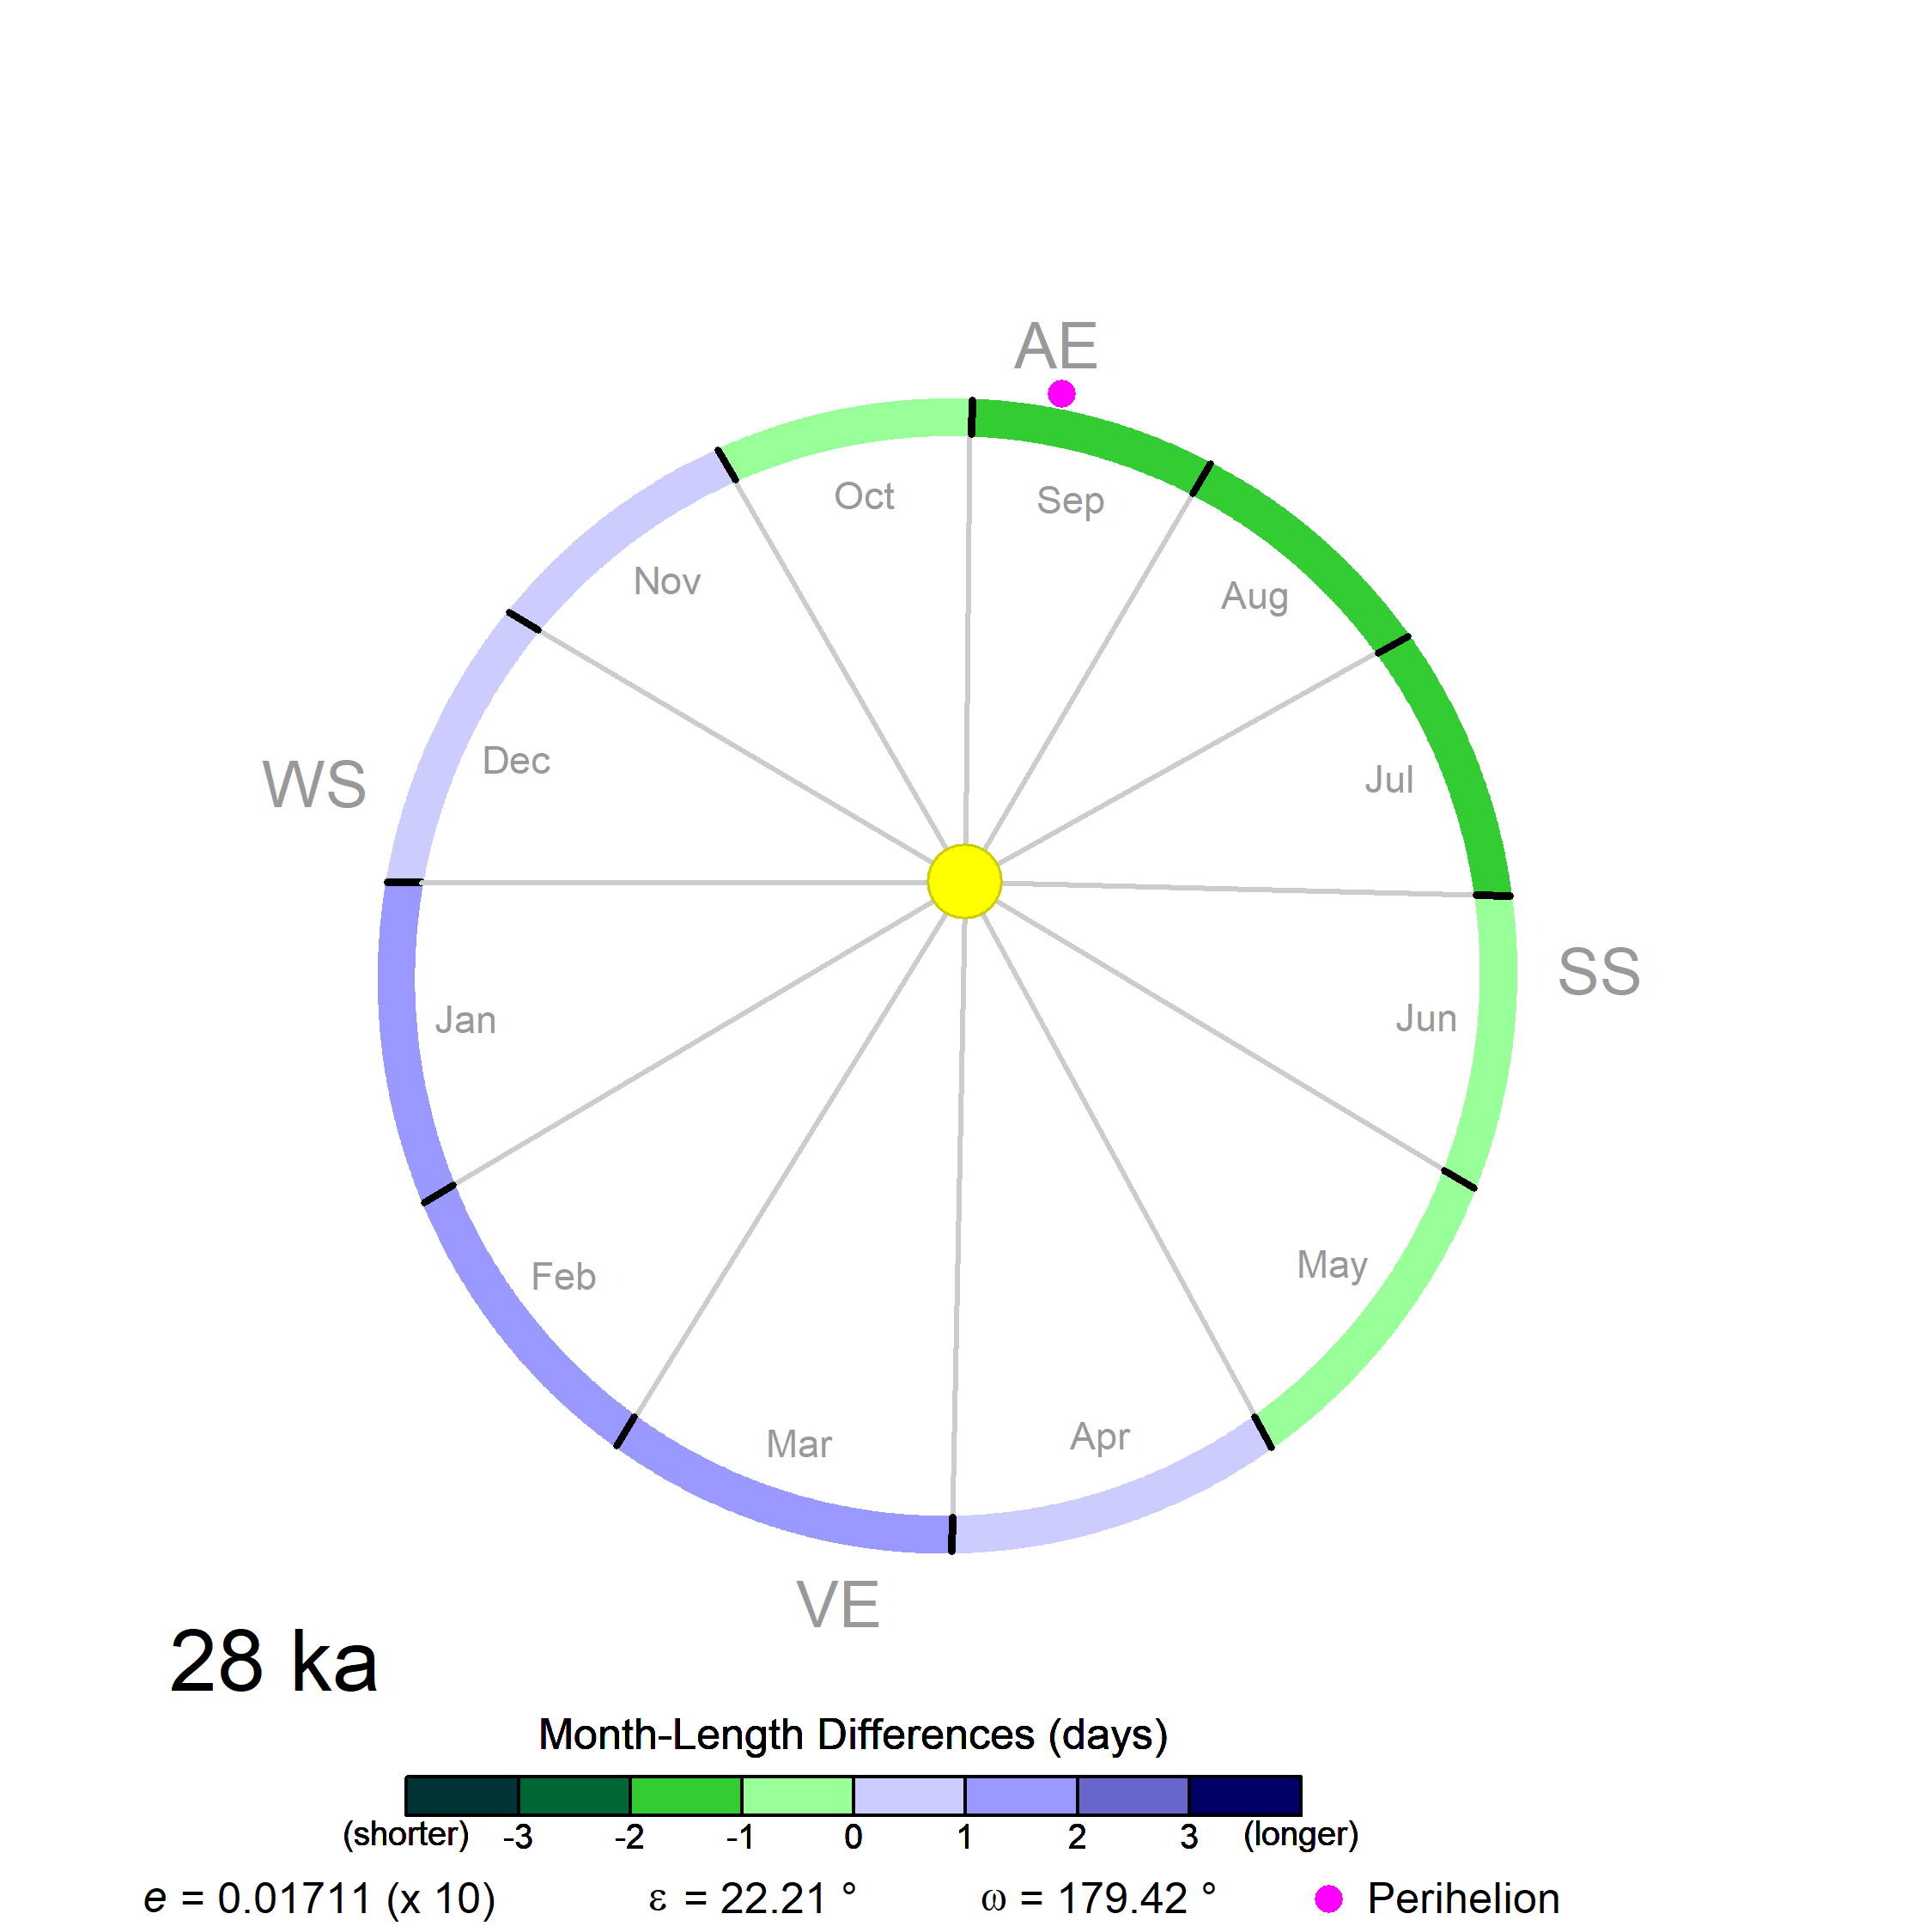 AE
Oct
Sep
Nov
Aug
Dec
WS
Jul
SS
Jan
Jun
Feb
May
Mar
Apr
VE
28 ka
Month-Length Differences (days)
(shorter) -3 -2 -1 0 1 2 3 (longer)
e = 0.01711 (x 10) ε = 22.21 ° ω = 179.42 ° Perihelion